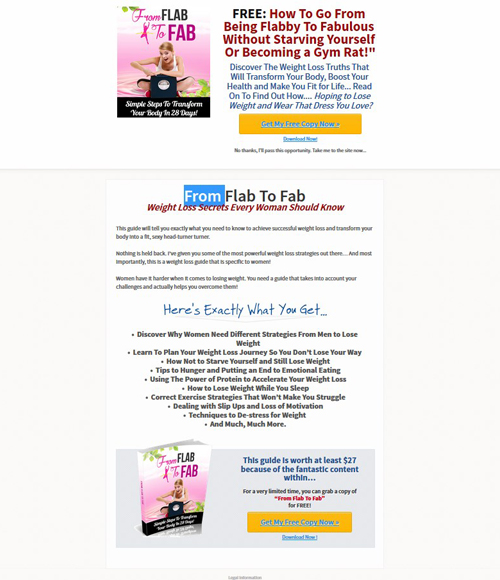 From FLAB
To FAB
Simple Steps To Transform
Your Body In 28 Days!
FREE: How To Go From
Being Flabby To Fabulous
Without Starving Yourself
Or Becoming a Gym Rat!"
Discover The Weight Loss Truths That
Will Transform Your Body, Boost Your
Health and Make You Fit for Life... Read
On To Find Out How.... Hoping to Lose
Weight and Wear That Dress You Love?
Get My Free Copy Now »
Download Now!
No thanks, I'll pass this opportunity. Take me to the site now...
From Flab To Fab
Weight Loss Secrets Every Woman Should Know
This guide will tell you exactly what you need to know to achieve successful weight loss and transform your
body into a fit, sexy head-turner turner.
Nothing is held back. I've given you some of the most powerful weight loss strategies out there... And most
importantly, this is a weight loss guide that is specific to women!
Women have it harder when it comes to losing weight. You need a guide that takes into account your
challenges and actually helps you overcome them!
Here's Exactly What You Get...
• Discover Why Women Need Different Strategies From Men to Lose
Weight
• Learn To Plan Your Weight Loss Journey So You Don't Lose Your Way
• How Not to Starve Yourself and Still Lose Weight
• Tips to Hunger and Putting an End to Emotional Eating
• Using The Power of Protein to Accelerate Your Weight Loss
• How to Lose Weight While You Sleep
• Correct Exercise Strategies That Won't Make You Struggle
• Dealing with Slip Ups and Loss of Motivation
• Techniques to De-stress for Weight
• And Much, Much More.
From FLAB
To FAB
Simple Steps To Transform
Your Body In 28 Days!
This guide is worth at least $27
because of the fantastic content
within...
For a very limited time, you can grab a copy of
"From Flab To Fab"
for FREE!
Get My Free Copy Now »
Download Now !
Legal Information